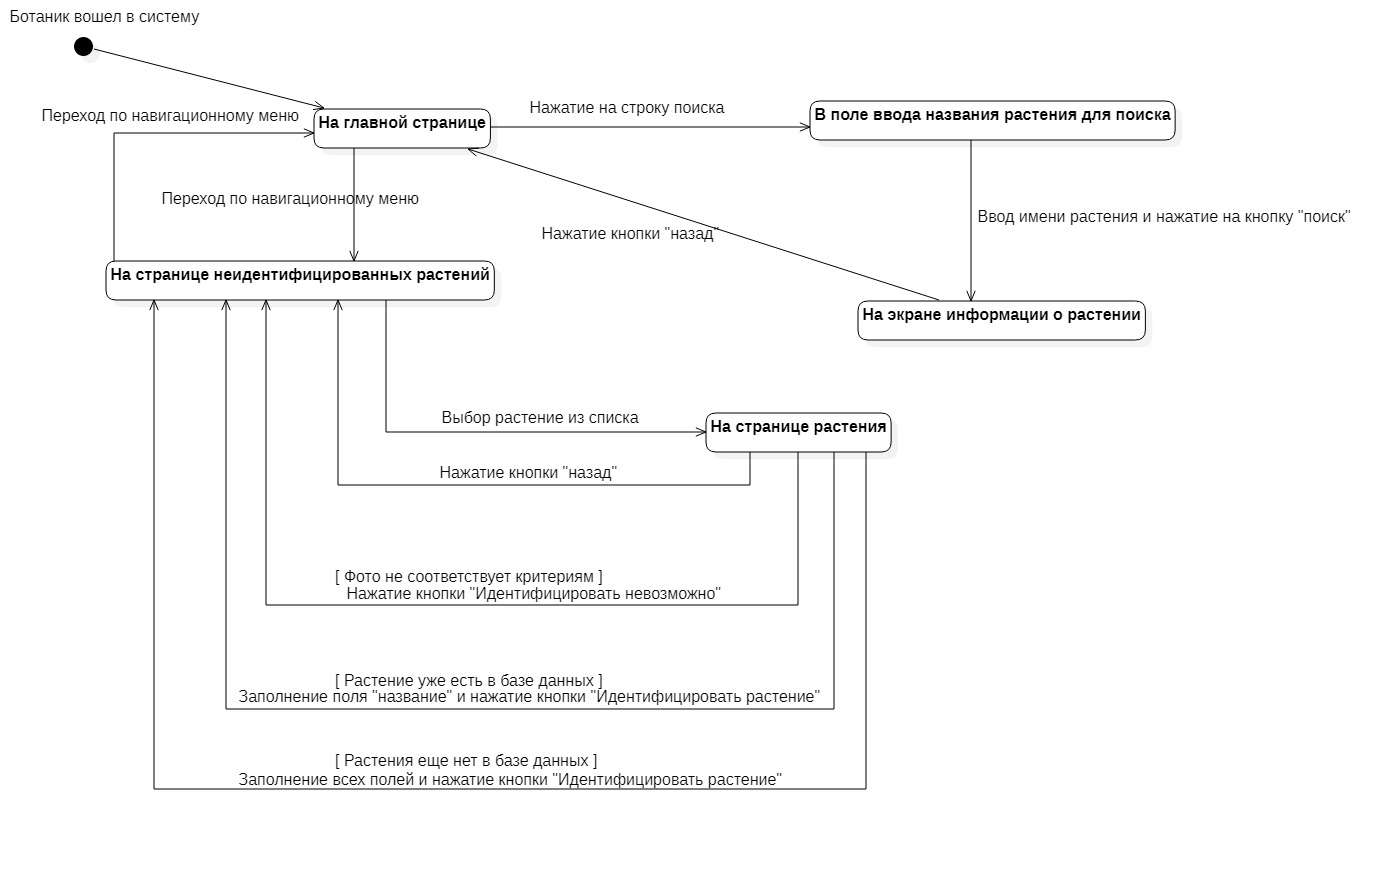 Ботаник вошел в систему
Переход по навигационному меню
На главной странице
Нажатие на строку поиска
В поле ввода названия растения для поиска
Переход по навигационному меню
Нажатие кнопки "назад"
Ввод имени растения и нажатие на кнопку "поиск"
На странице неидентифицированных растений
На экране информации о растении
Выбор растение из списка
На странице растения
Нажатие кнопки "назад"
[ Фото не соответствует критериям ]
Нажатие кнопки "Идентифицировать невозможно"
[ Растение уже есть в базе данных ]
Заполнение поля "название" и нажатие кнопки "Идентифицировать растение"
[ Растения еще нет в базе данных ]
Заполнение всех полей и нажатие кнопки "Идентифицировать растение"